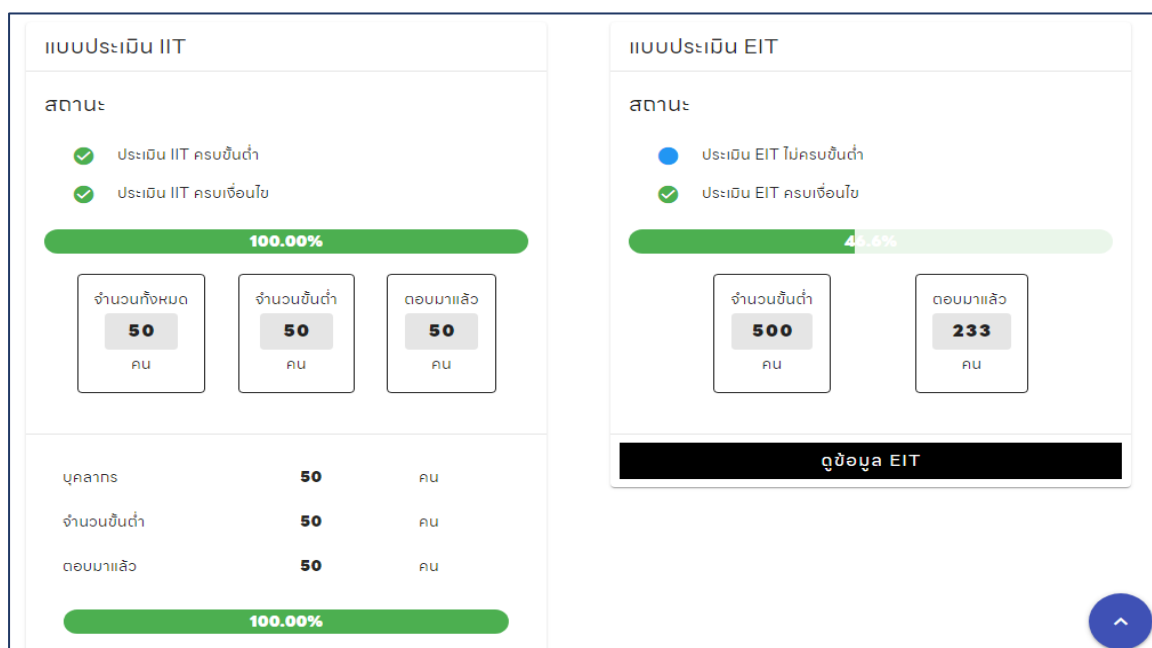 แบบประเมิน IIT
สถานะ
ประเมิน IIT ครบขั้นต่ำ
ประเมิน IIT ครบเงื่อนไข
100.00%
จำนวนทั้งหมด
50
คน
จำนวนขั้นต่ำ
50
คน
ตอบมาแล้ว
50
คน
บุคลากร 50 คน
จำนวนขั้นต่ำ 50 คน
ตอบมาแล้ว 50 คน
100.00%
แบบประเมิน EIT
สถานะ
ประเมิน EIT ไม่ครบขั้นต่ำ
ประเมิน EIT ครบเงื่อนไข
46.6%
จำนวนขั้นต่ำ
500
คน
ตอบมาแล้ว
233
คน
ดูข้อมูล EIT